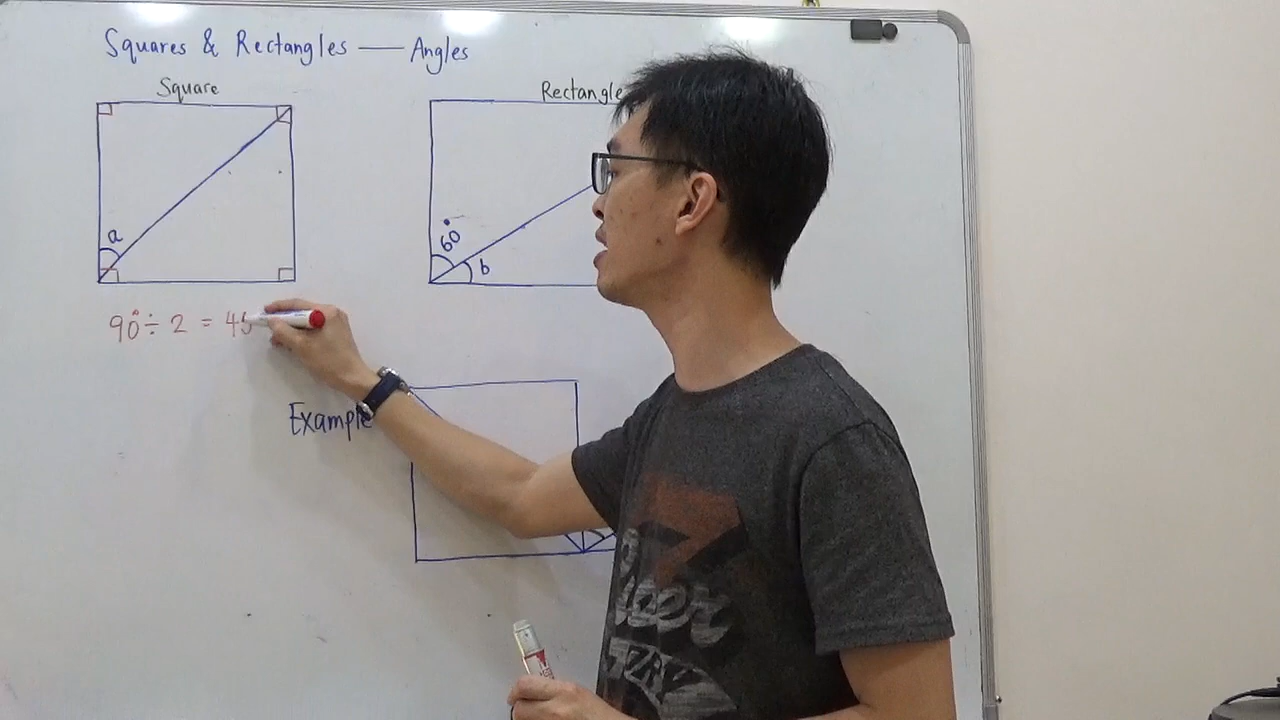 Squares & Rectangles — Angles
Square
Rectangle
a
60°
b
90° ÷ 2 = 45
Example